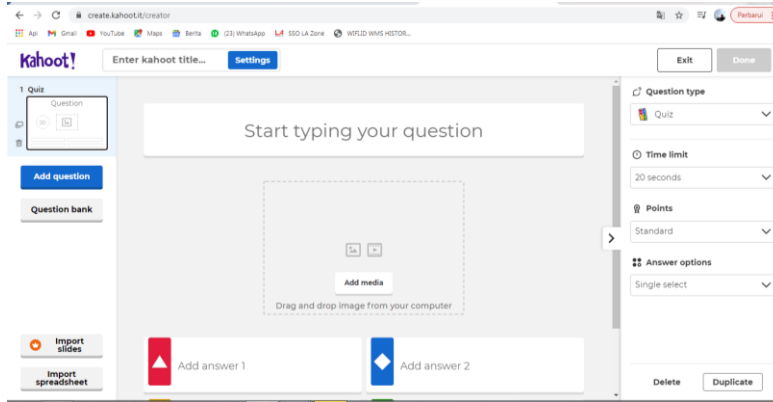 create.kahoot.it/creator
Perbarui
Api
Gmail
YouTube
Maps
Berita
(23) WhatsApp
SEO LA Zone
WIFI.ID WMS HISTOR...
Kahoot!
Enter kahoot title...
Settings
Exit
Done
1 Quiz
Question
Add question
Question bank
Import slides
Import spreadsheet
Start typing your question
Add media
Drag and drop image from your computer
Add answer 1
Add answer 2
Question type
Quiz
Time limit
20 seconds
Points
Standard
Answer options
Single select
Delete
Duplicate